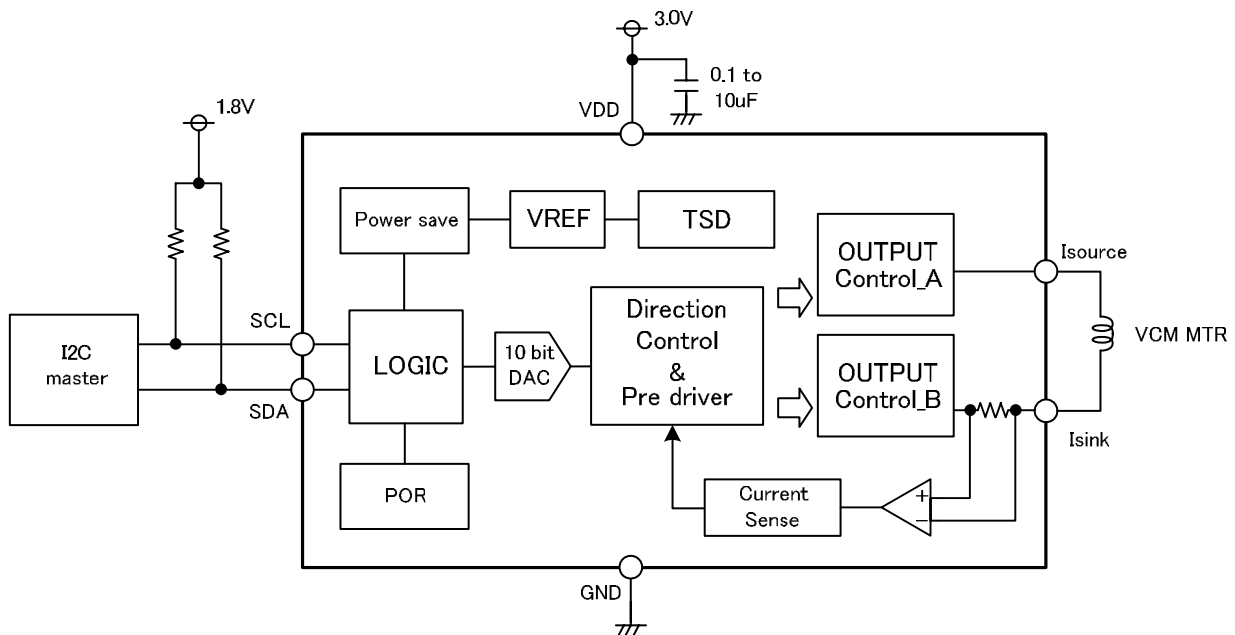 3.0V
0.1 to
10uF
VDD
1.8V
Power save
VREF
TSD
OUTPUT
Control_A
Isource
SCL
I2C
master
LOGIC
10 bit
DAC
Direction
Control
&
Pre driver
VCM MTR
OUTPUT
Control_B
SDA
Isink
POR
Current
Sense
+
−
GND